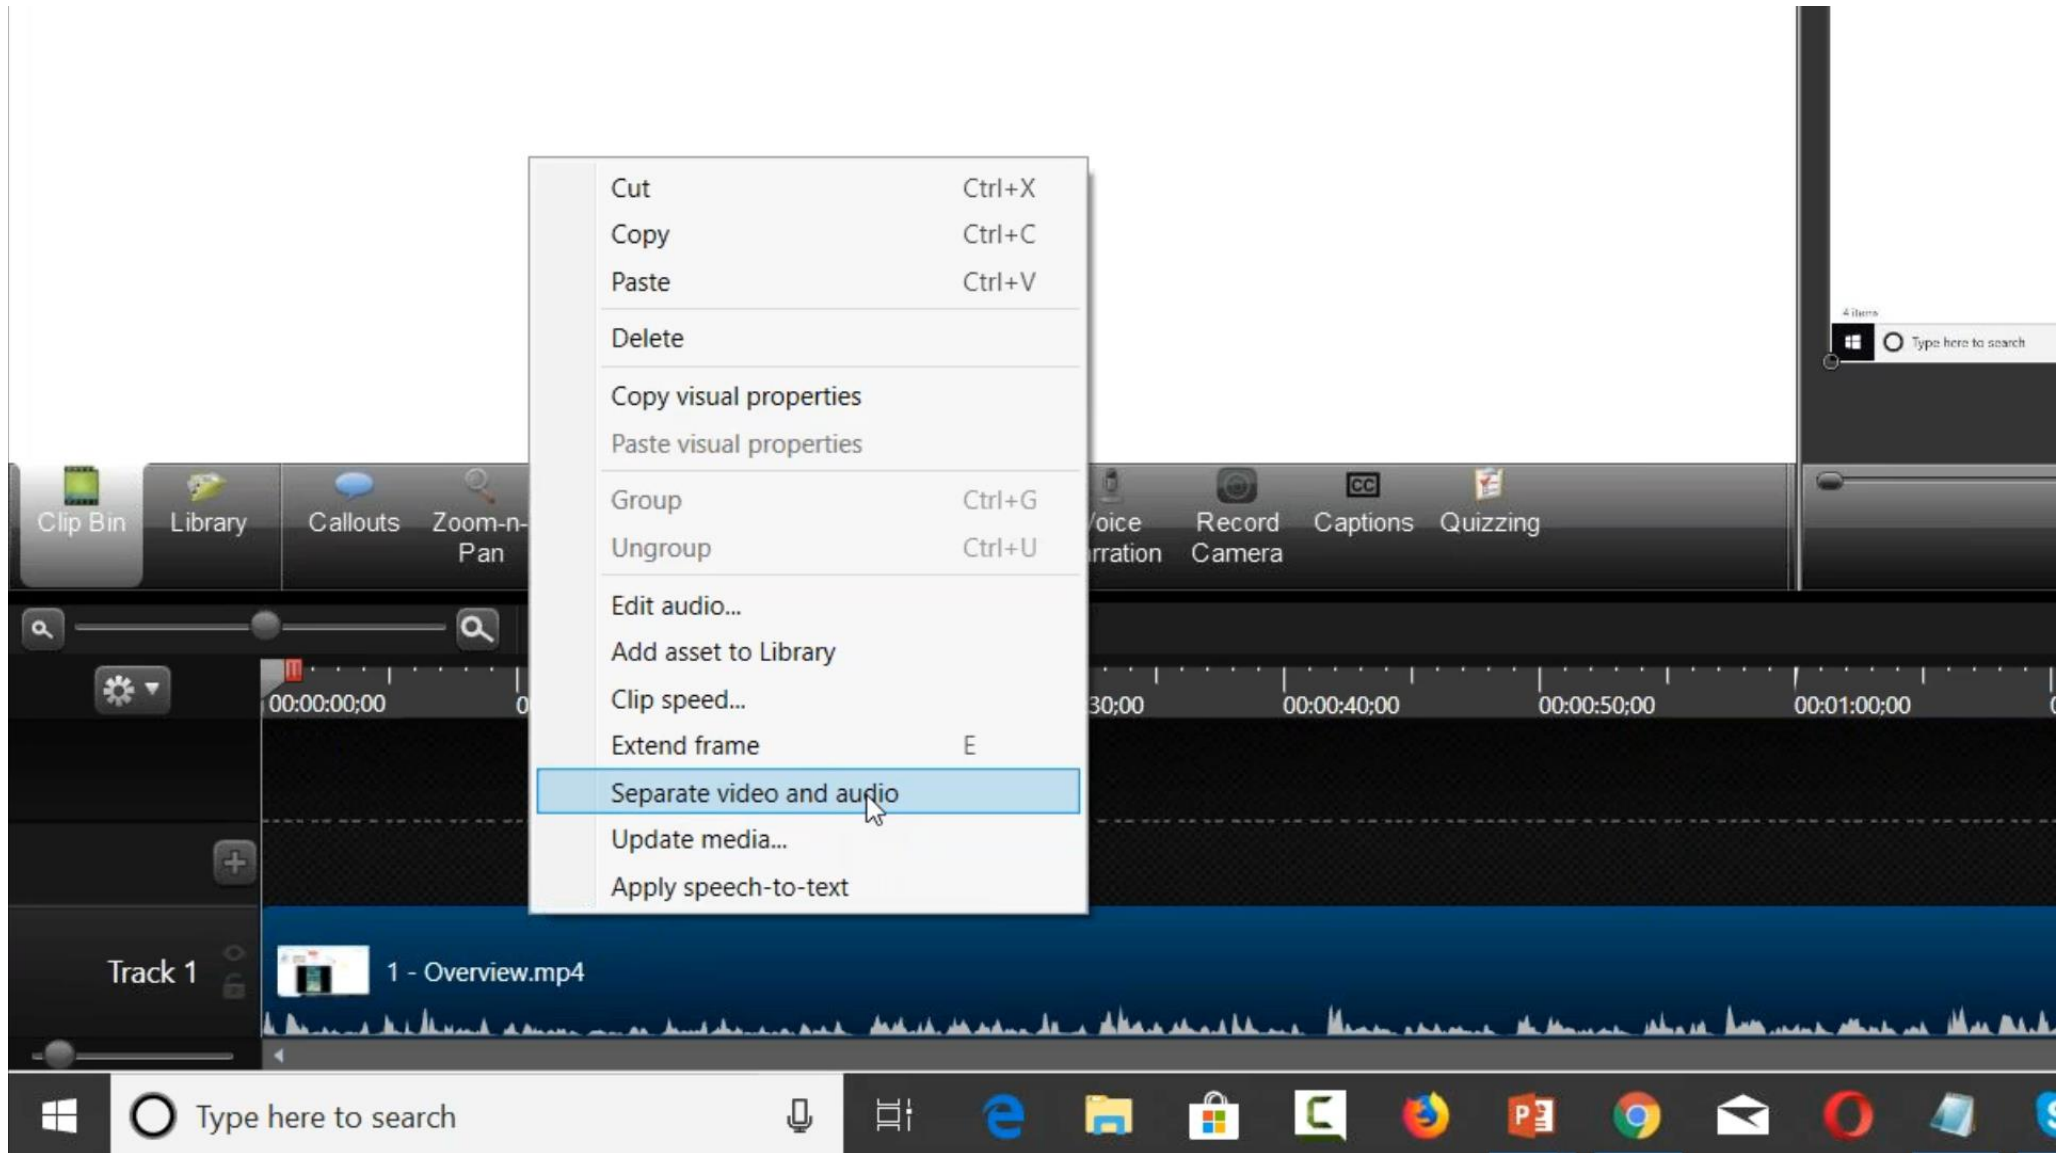 Cut Ctrl+X
Copy Ctrl+C
Paste Ctrl+V
Delete
Copy visual properties
Paste visual properties
Group Ctrl+G
Ungroup Ctrl+U
Edit audio...
Add asset to Library
Clip speed...
Extend frame E
Separate video and audio
Update media...
Apply speech-to-text
4 items
Type here to search
Clip Bin
Library
Callouts
Zoom-n-
Pan
Record
Camera
Captions
Quizzing
00:00:00;00
30;00
00:00:40;00
00:00:50;00
00:01:00;00
Track 1
1 - Overview.mp4
Type here to search